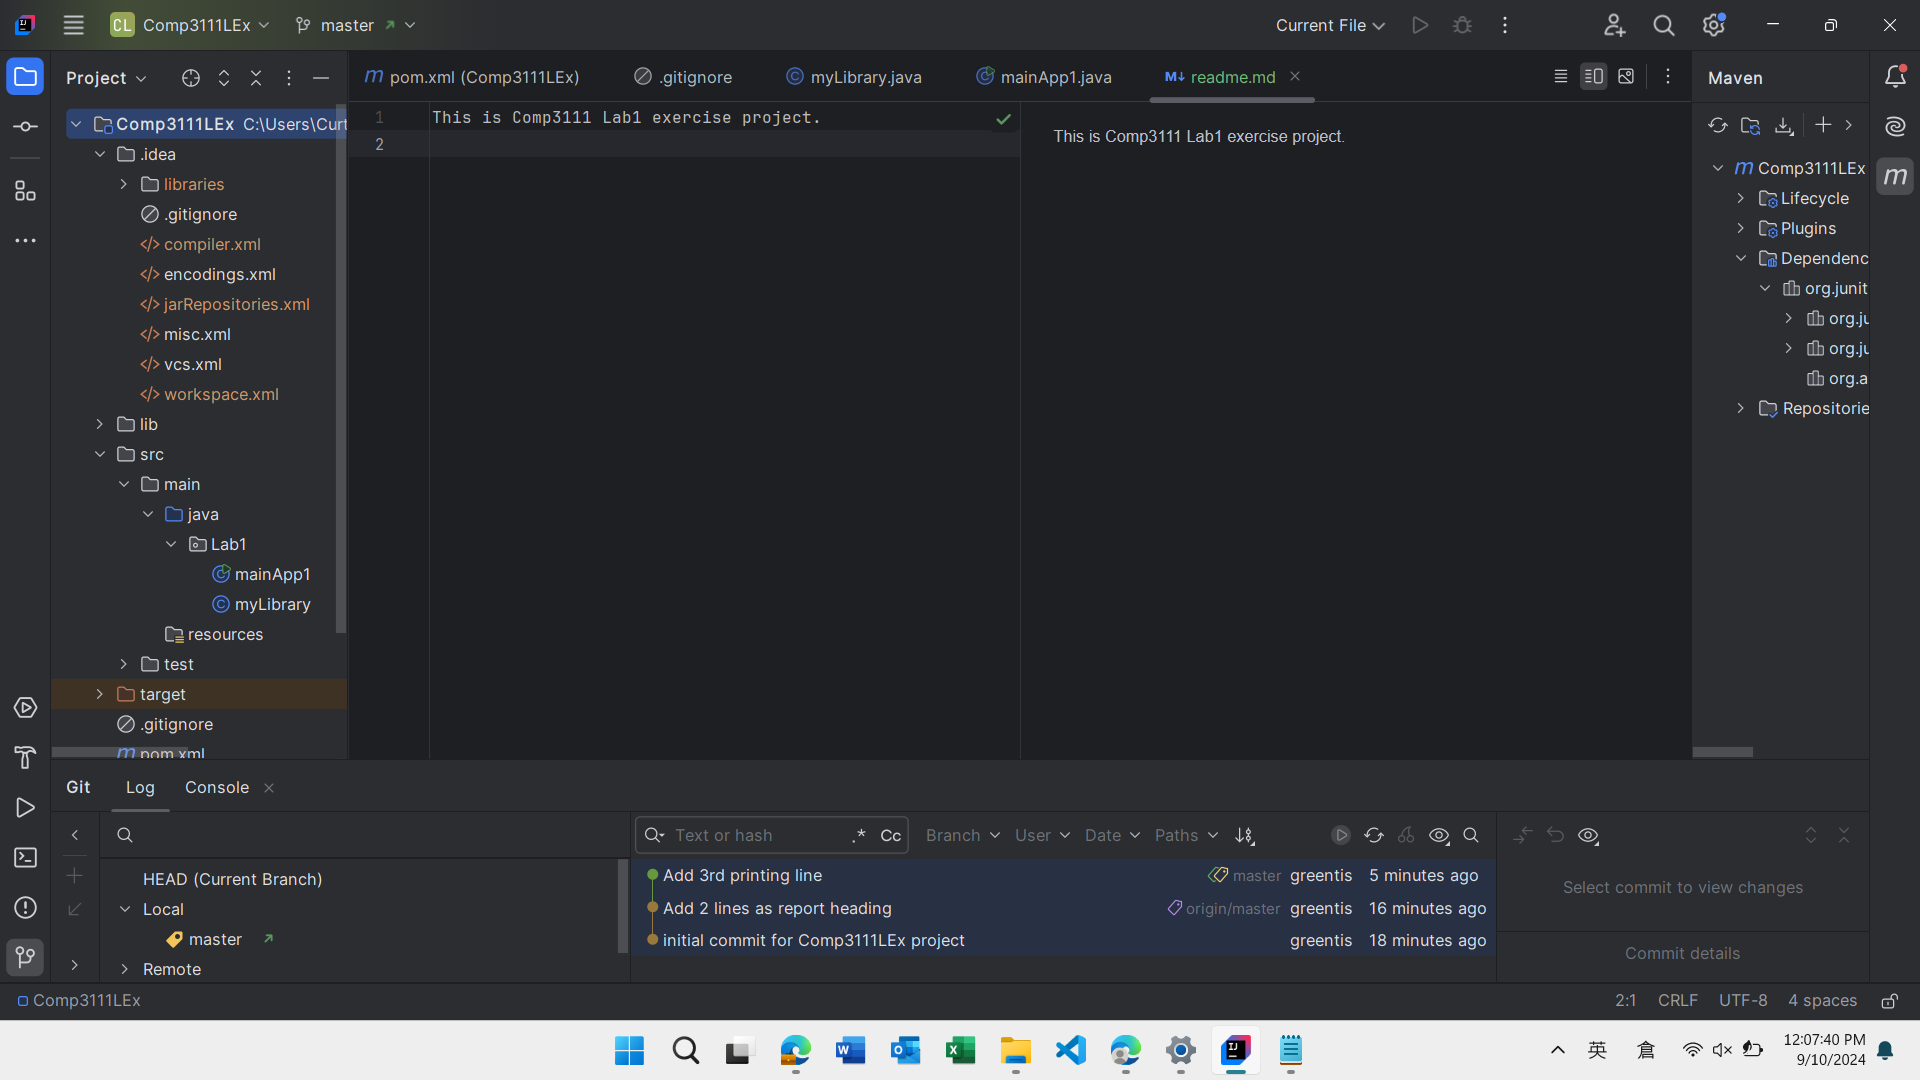 CL Comp3111LEx master Current File
Project
pom.xml (Comp3111LEx) .gitignore myLibrary.java mainApp1.java readme.md
Maven
Comp3111LEx C:\Users\Curt
.idea
libraries
.gitignore
compiler.xml
encodings.xml
jarRepositories.xml
misc.xml
vcs.xml
workspace.xml
lib
src
main
java
Lab1
mainApp1
myLibrary
resources
test
target
.gitignore
pom.xml
1 This is Comp3111 Lab1 exercise project.
2
This is Comp3111 Lab1 exercise project.
Comp3111LEx
Lifecycle
Plugins
Dependenc
org.junit
org.ju
org.ju
org.a
Repositorie
Git Log Console
Text or hash .* Cc Branch User Date Paths
HEAD (Current Branch)
Local
master
Remote
Add 3rd printing line master greentis 5 minutes ago
Add 2 lines as report heading origin/master greentis 16 minutes ago
initial commit for Comp3111LEx project greentis 18 minutes ago
Select commit to view changes
Commit details
Comp3111LEx 2:1 CRLF UTF-8 4 spaces
英 倉 12:07:40 PM
9/10/2024